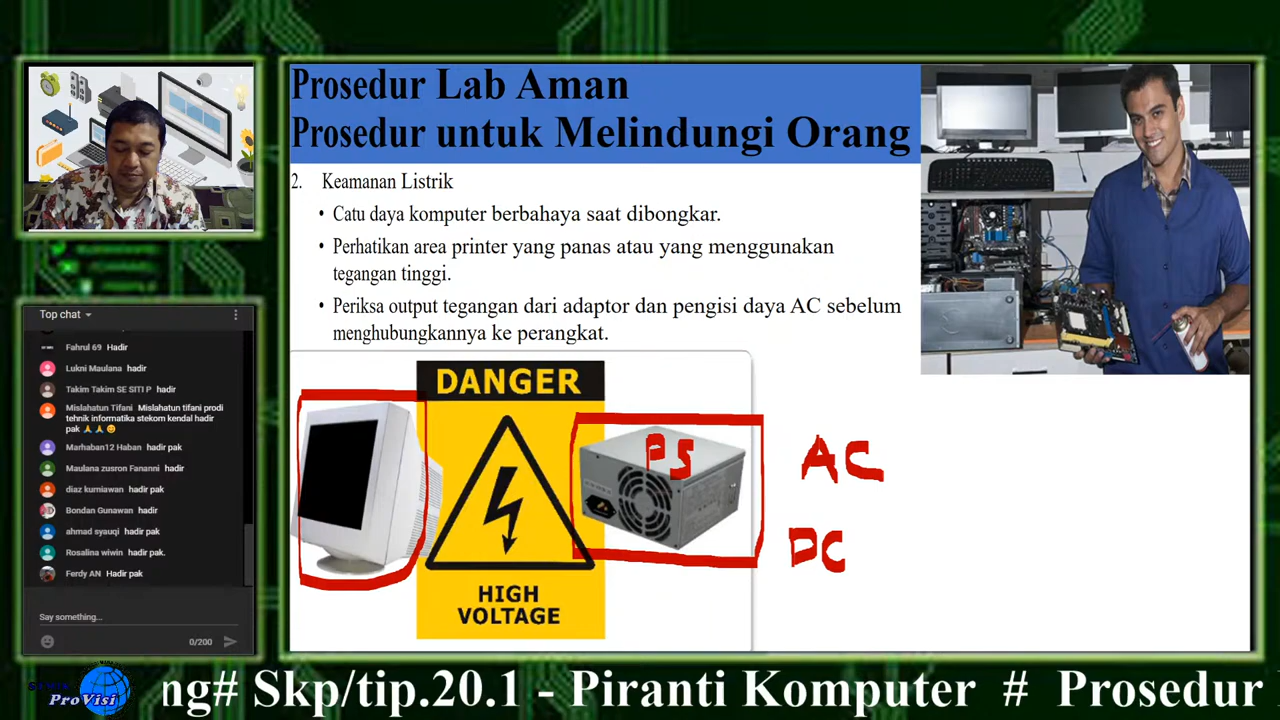 Prosedur Lab Aman
Prosedur untuk Melindungi Orang
2. Keamanan Listrik
• Catu daya komputer berbahaya saat dibongkar.
• Perhatikan area printer yang panas atau yang menggunakan
tegangan tinggi.
• Periksa output tegangan dari adaptor dan pengisi daya AC sebelum
menghubungkannya ke perangkat.
DANGER
HIGH
VOLTAGE
PS
AC
DC
Top chat
Fahrul 69 Hadir
Lukni Maulana hadir
Takim Takim SE SITI P hadir
Mislahatun Tifani Mislahatun tifani prodi
tehnik informatika stekom kendal hadir
pak 🙏 🙏 😊
Marhaban12 Haban hadir pak
Maulana zusron Fananni hadir
diaz kurniawan hadir pak
Bondan Gunawan hadir
ahmad syauqi hadir pak
Rosalina wiwin hadir pak.
Ferdy AN Hadir pak
Say something...
0/200
ProVisi
ng# Skp/tip.20.1 - Piranti Komputer # Prosedur